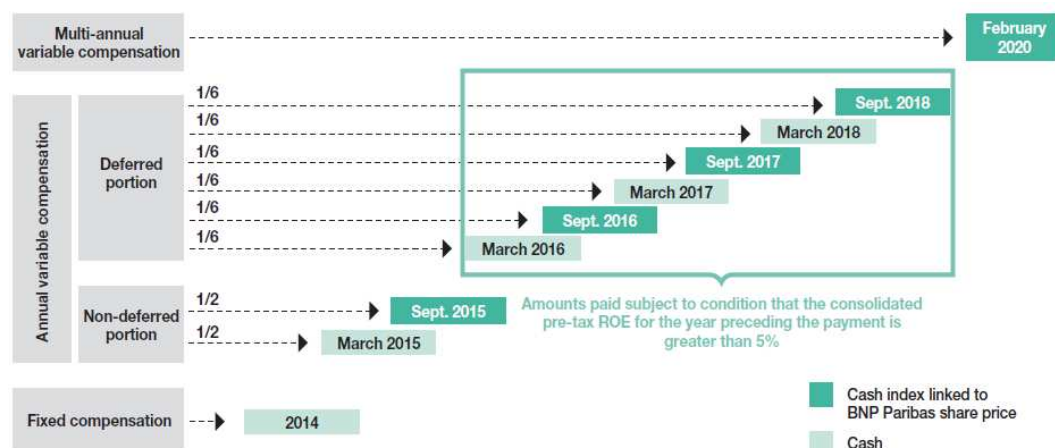 Multi-annual
variable compensation
February
2020
Annual variable compensation
Deferred
portion
1/6
Sept. 2018
1/6
March 2018
1/6
Sept. 2017
1/6
March 2017
1/6
Sept. 2016
1/6
March 2016
Non-deferred
portion
1/2
Sept. 2015
1/2
March 2015
Amounts paid subject to condition that the consolidated
pre-tax ROE for the year preceding the payment is
greater than 5%
Fixed compensation
2014
Cash index linked to
BNP Paribas share price
Cash